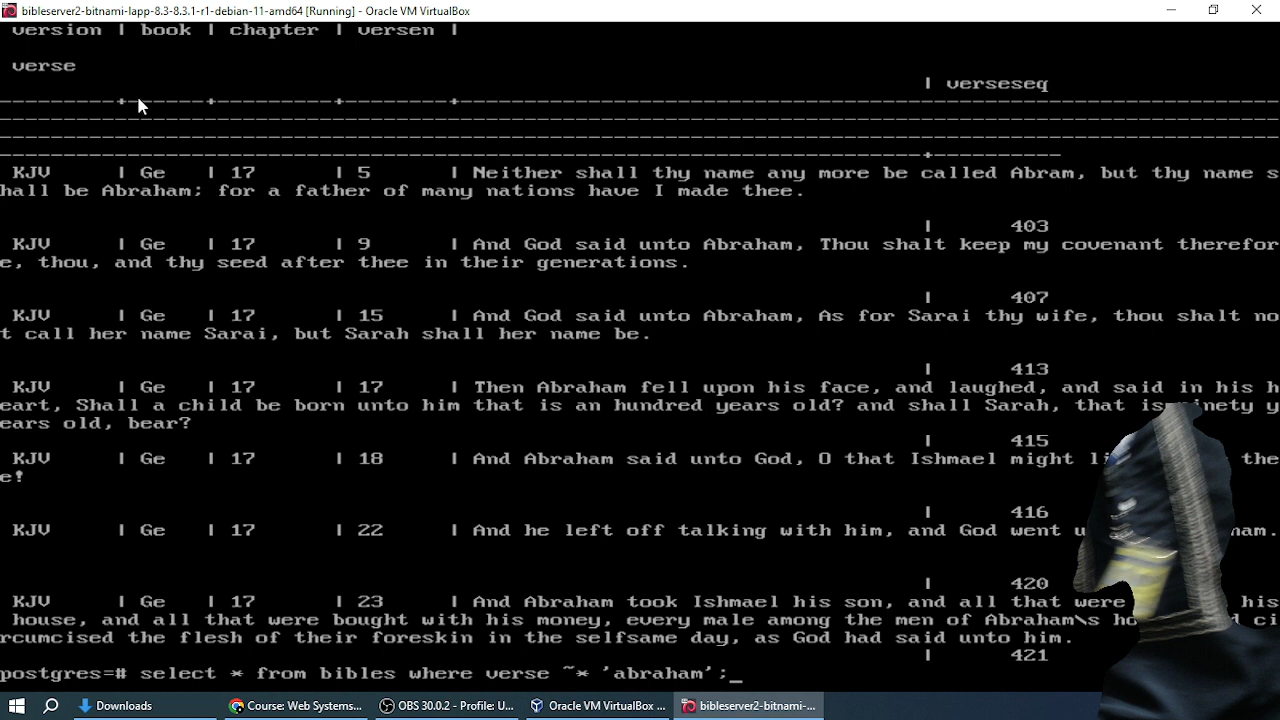 bibleserver2-bitnami-lapp-8.3-8.3.1-r1-debian-11-amd64 [Running] - Oracle VM VirtualBox
version | book | chapter | versen |
verse
| verseseq
---------+------+---------+--------+------------------------------------------------------------------
KJV | Ge | 17 | 5 | Neither shall thy name any more be called Abram, but thy name s
hall be Abraham; for a father of many nations have I made thee.
| 403
KJV | Ge | 17 | 9 | And God said unto Abraham, Thou shalt keep my covenant therefor
e, thou, and thy seed after thee in their generations.
| 407
KJV | Ge | 17 | 15 | And God said unto Abraham, As for Sarai thy wife, thou shalt no
t call her name Sarai, but Sarah shall her name be.
| 413
KJV | Ge | 17 | 17 | Then Abraham fell upon his face, and laughed, and said in his h
eart, Shall a child be born unto him that is an hundred years old? and shall Sarah, that is ninety y
ears old, bear?
| 415
KJV | Ge | 17 | 18 | And Abraham said unto God, O that Ishmael might the
e!
| 416
KJV | Ge | 17 | 22 | And he left off talking with him, and God went
| 420
KJV | Ge | 17 | 23 | And Abraham took Ishmael his son, and all that were his
house, and all that were bought with his money, every male among the men of Abraham\s ci
rcumcised the flesh of their foreskin in the selfsame day, as God had said unto him.
| 421
postgres=# select * from bibles where verse ~* 'abraham';_
Downloads
Course: Web Systems...
OBS 30.0.2 - Profile: U...
Oracle VM VirtualBox ...
bibleserver2-bitnami-...